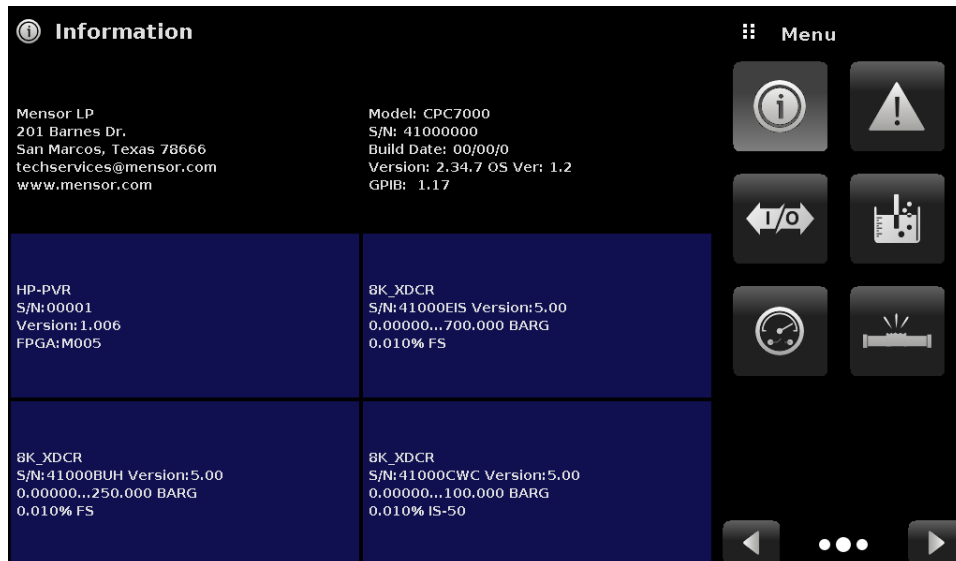 Information
Mensor LP
201 Barnes Dr.
San Marcos, Texas 78666
techservices@mensor.com
www.mensor.com
Model: CPC7000
S/N: 41000000
Build Date: 00/00/0
Version: 2.34.7 OS Ver: 1.2
GPIB: 1.17
HP-PVR
S/N:00001
Version:1.006
FPGA:M005
8K_XDCR
S/N:41000EIS Version:5.00
0.00000...700.000 BARG
0.010% FS
8K_XDCR
S/N:41000BUH Version:5.00
0.00000...250.000 BARG
0.010% FS
8K_XDCR
S/N:41000CWC Version:5.00
0.00000...100.000 BARG
0.010% IS-50
Menu
I/O